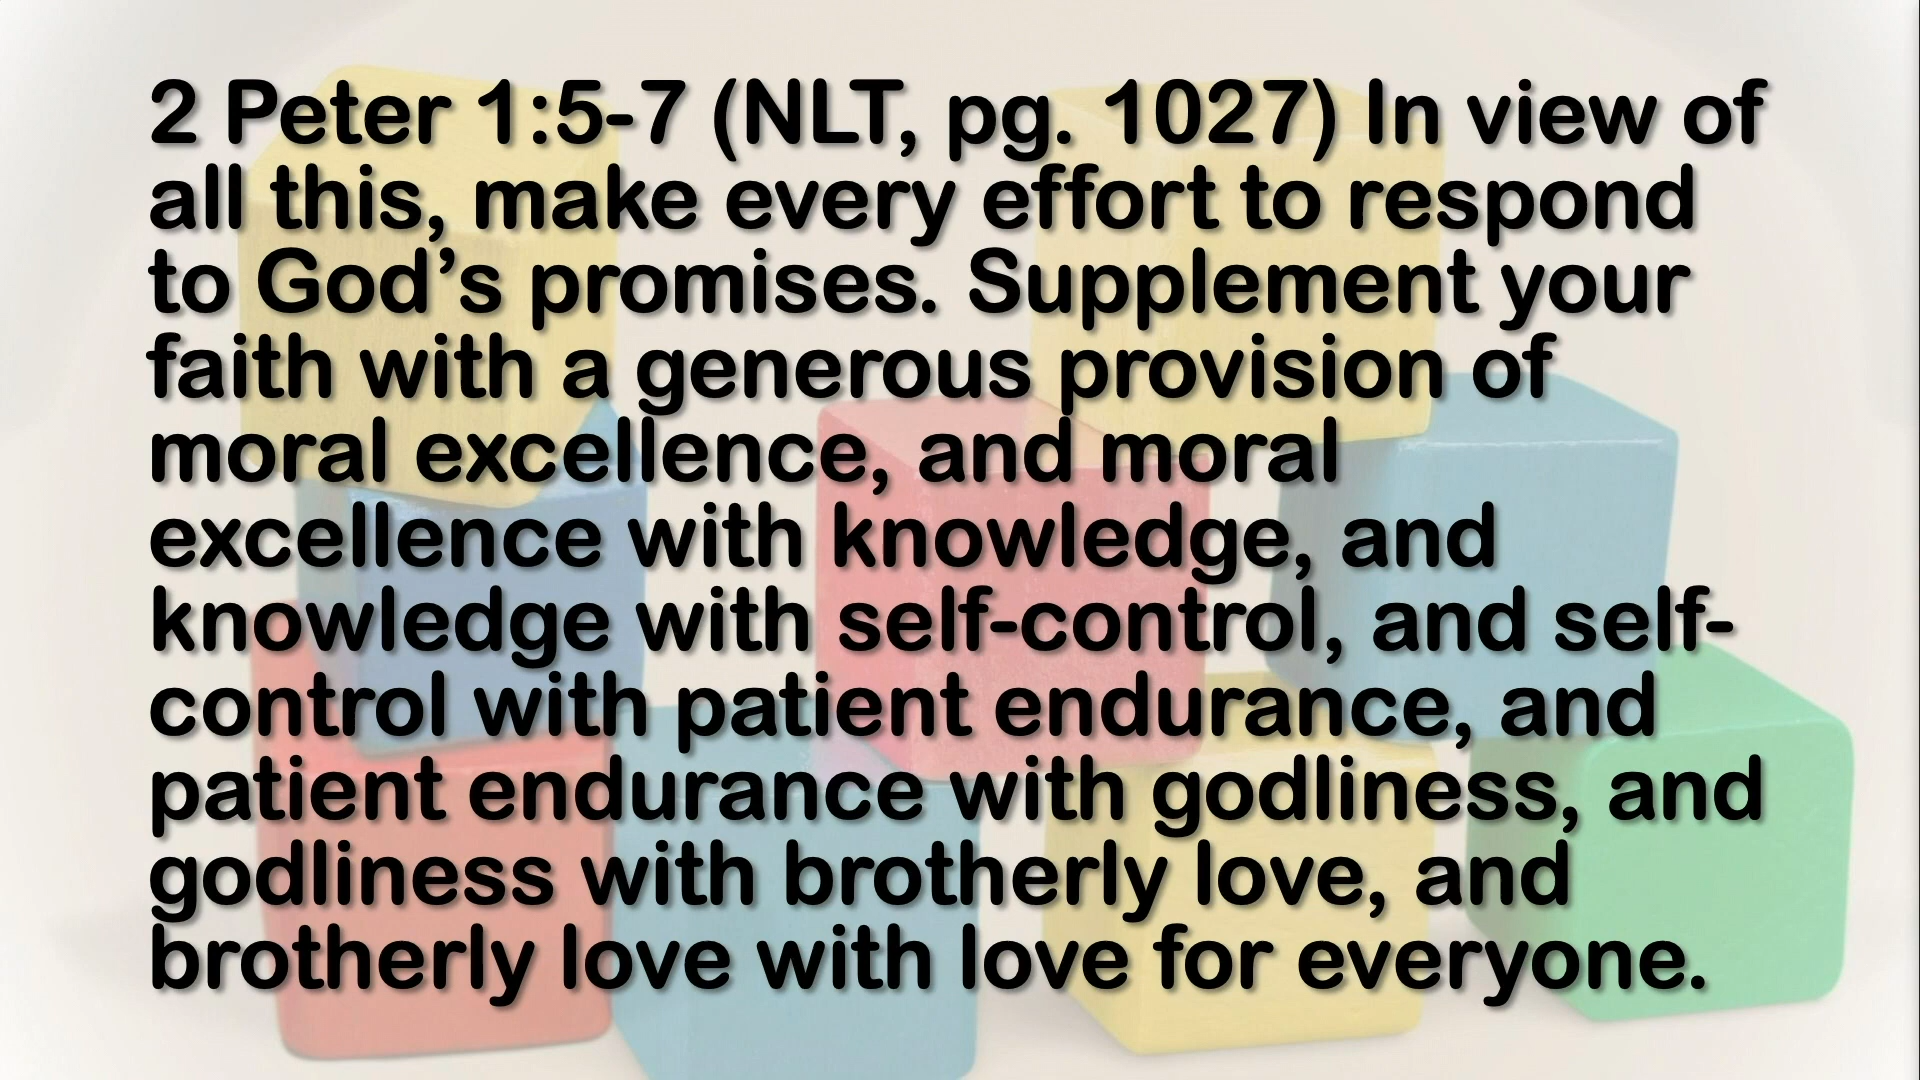 2 Peter 1:5-7 (NLT, pg. 1027) In view of
all this, make every effort to respond
to God’s promises. Supplement your
faith with a generous provision of
moral excellence, and moral
excellence with knowledge, and
knowledge with self-control, and self-
control with patient endurance, and
patient endurance with godliness, and
godliness with brotherly love, and
brotherly love with love for everyone.